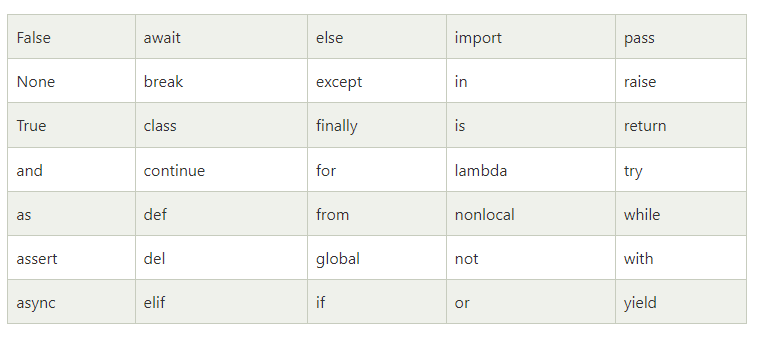 False await else import pass
None break except in raise
True class finally is return
and continue for lambda try
as def from nonlocal while
assert del global not with
async elif if or yield